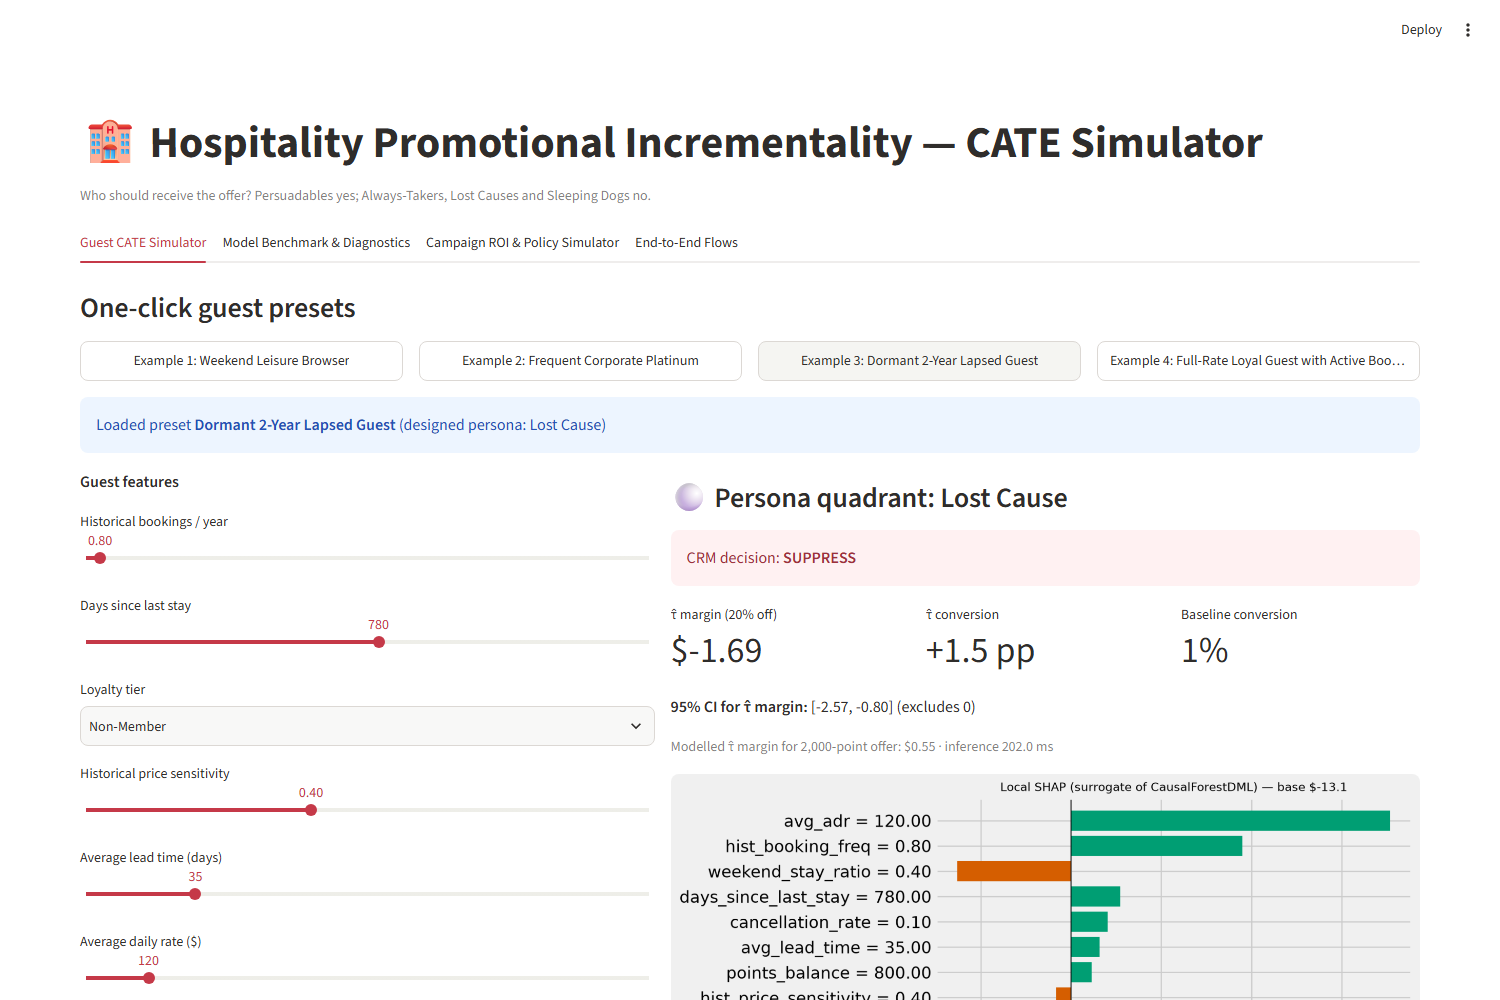 Deploy
Hospitality Promotional Incrementality — CATE Simulator
Who should receive the offer? Persuadables yes; Always-Takers, Lost Causes and Sleeping Dogs no.
Guest CATE Simulator
Model Benchmark & Diagnostics
Campaign ROI & Policy Simulator
End-to-End Flows
One-click guest presets
Example 1: Weekend Leisure Browser
Example 2: Frequent Corporate Platinum
Example 3: Dormant 2-Year Lapsed Guest
Example 4: Full-Rate Loyal Guest with Active Boo…
Loaded preset Dormant 2-Year Lapsed Guest (designed persona: Lost Cause)
Guest features
Historical bookings / year
0.80
Days since last stay
780
Loyalty tier
Non-Member
Historical price sensitivity
0.40
Average lead time (days)
35
Average daily rate ($)
120
Persona quadrant: Lost Cause
CRM decision: SUPPRESS
τ̂ margin (20% off)
$-1.69
τ̂ conversion
+1.5 pp
Baseline conversion
1%
95% CI for τ̂ margin: [-2.57, -0.80] (excludes 0)
Modelled τ̂ margin for 2,000-point offer: $0.55 · inference 202.0 ms
Local SHAP (surrogate of CausalForestDML) — base $-13.1
avg_adr = 120.00
hist_booking_freq = 0.80
weekend_stay_ratio = 0.40
days_since_last_stay = 780.00
cancellation_rate = 0.10
avg_lead_time = 35.00
points_balance = 800.00
hist_price_sensitivity = 0.40